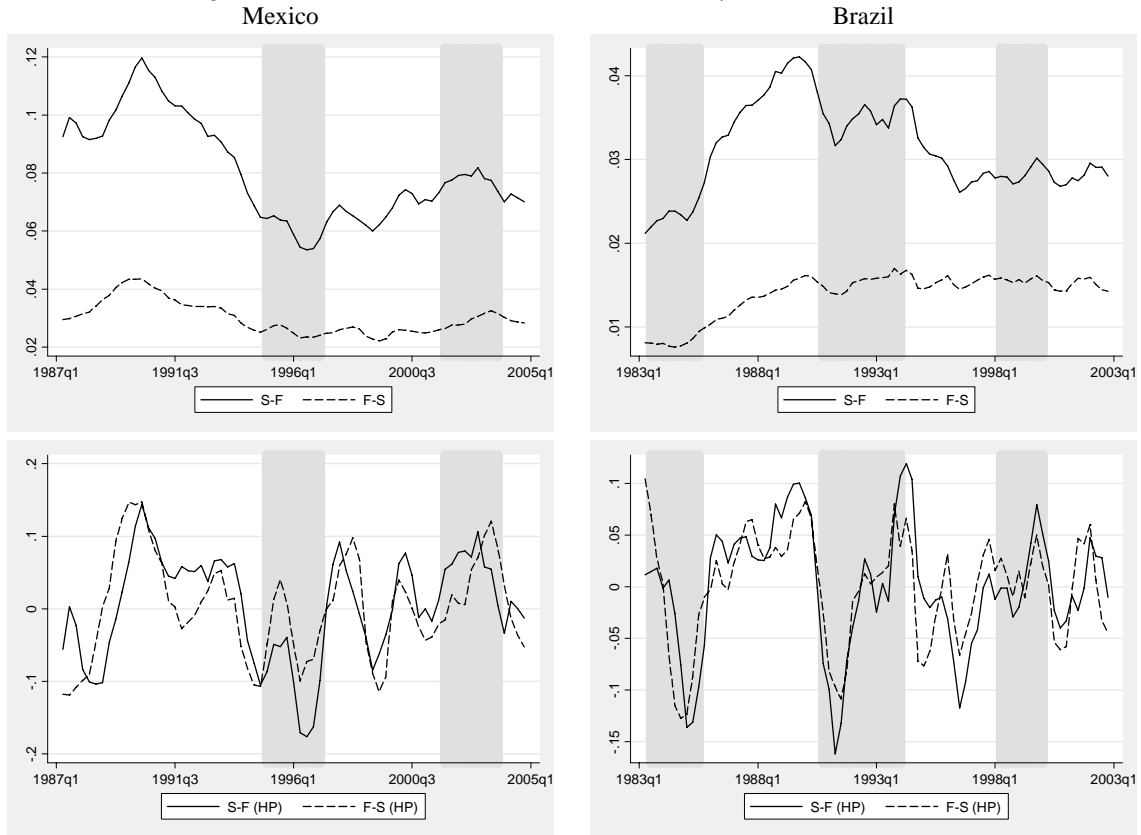 Mexico
Brazil
.12
.1
.08
.06
.04
.02
1987q1 1991q3 1996q1 2000q3 2005q1
S-F F-S
.04
.03
.02
.01
1983q1 1988q1 1993q1 1998q1 2003q1
S-F F-S
.2
.1
0
-.1
-.2
1987q1 1991q3 1996q1 2000q3 2005q1
S-F (HP) F-S (HP)
.1
.05
0
-.05
-.1
-.15
1983q1 1988q1 1993q1 1998q1 2003q1
S-F (HP) F-S (HP)